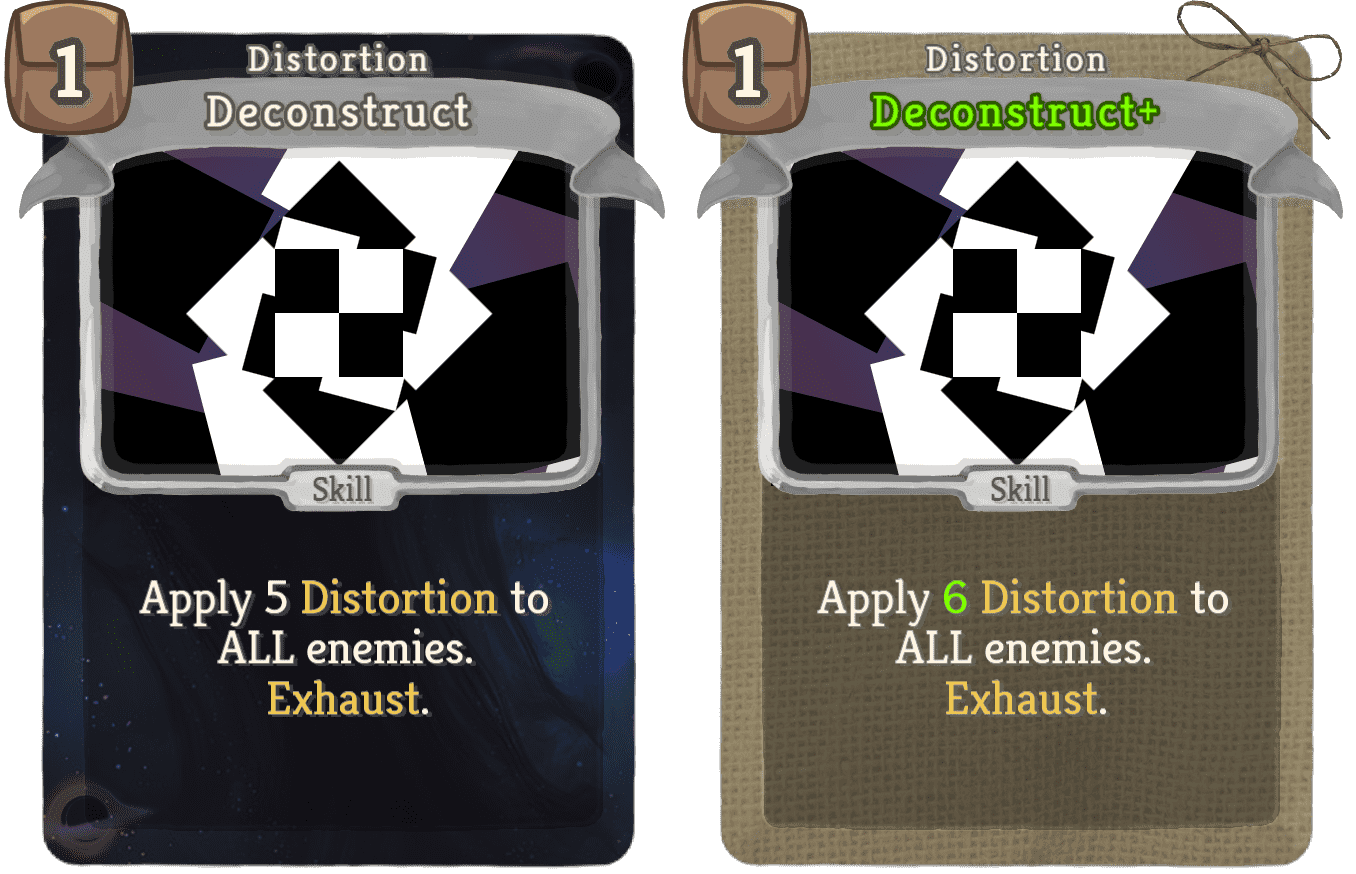 1
Distortion
Deconstruct
Skill
Apply 5 Distortion to
ALL enemies.
Exhaust.
1
Distortion
Deconstruct+
Skill
Apply 6 Distortion to
ALL enemies.
Exhaust.